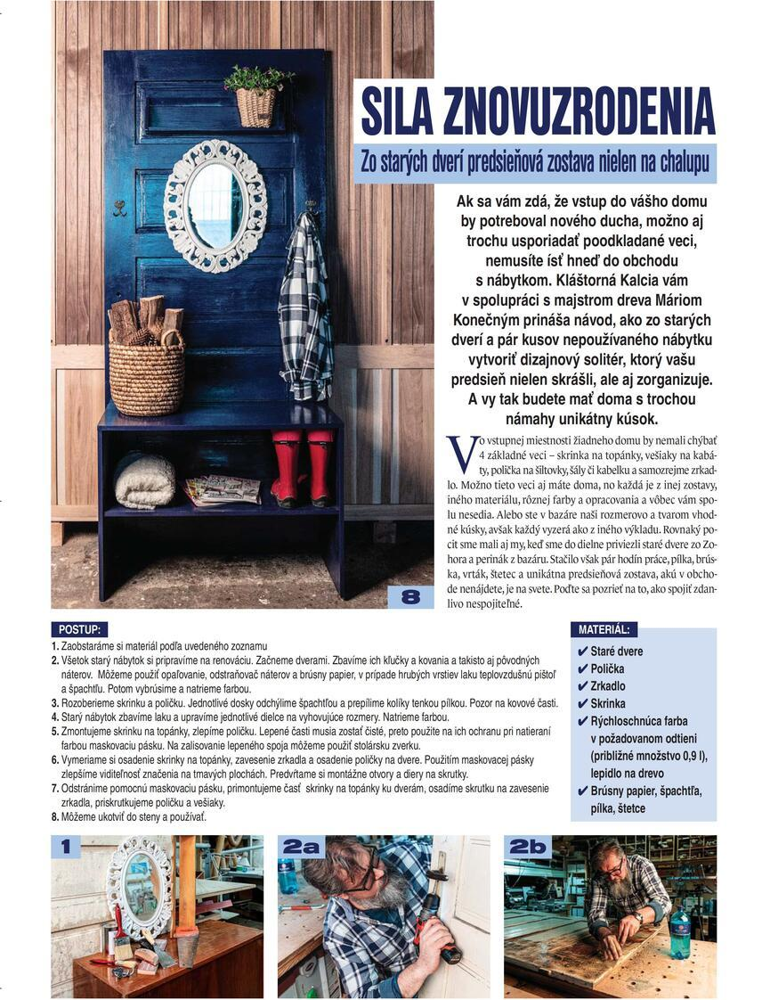 SILA ZNOVUZRODENIA
Zo starých dverí predsieňová zostava nielen na chalupu
Ak sa vám zdá, že vstup do vášho domu
by potreboval nového ducha, možno aj
trochu usporiadať poodkladané veci,
nemusíte ísť hneď do obchodu
s nábytkom. Kláštorná Kalcia vám
v spolupráci s majstrom dreva Máriom
Konečným prináša návod, ako zo starých
dverí a pár kusov nepoužívaného nábytku
vytvoriť dizajnový solitér, ktorý vašu
predsieň nielen skrášli, ale aj zorganizuje.
A vy tak budete mať doma s trochou
námahy unikátny kúsok.
Vo vstupnej miestnosti žiadneho domu by nemali chýbať
4 základné veci – skrinka na topánky, vešiaky na kabá-
ty, polička na šiltovky, šály či kabelku a samozrejme zrkad-
lo. Možno tieto veci aj máte doma, no každá je z inej zostavy,
iného materiálu, rôznej farby a opracovania a vôbec vám spo-
lu nesedia. Alebo ste v bazáre naši rozmerovo a tvarom vhod-
né kúsky, avšak každý vyzerá ako z iného výkladu. Rovnaký po-
cit sme mali aj my, keď sme do dielne priviezli staré dvere zo Zo-
hora a perinák z bazáru. Stačilo však pár hodín práce, pílka, brús-
ka, vrták, štetec a unikátna predsieňová zostava, akú v obcho-
de nenájdete, je na svete. Poďte sa pozrieť na to, ako spojiť zdan-
livo nespojiteľné.
8
POSTUP:
1. Zaobstaráme si materiál podľa uvedeného zoznamu
2. Všetok starý nábytok si pripravíme na renováciu. Začneme dverami. Zbavíme ich kľučky a kovania a takisto aj pôvodných
náterov. Môžeme použiť opaľovanie, odstraňovač náterov a brúsny papier, v prípade hrubých vrstiev laku teplovzdušnú pištoľ
a špachtľu. Potom vybrúsime a natrieme farbou.
3. Rozoberieme skrinku a poličku. Jednotlivé dosky odchýlime špachtľou a prepílime kolíky tenkou pílkou. Pozor na kovové časti.
4. Starý nábytok zbavíme laku a upravíme jednotlivé dielce na vyhovujúce rozmery. Natrieme farbou.
5. Zmontujeme skrinku na topánky, zlepíme poličku. Lepené časti musia zostať čisté, preto použite na ich ochranu pri natieraní
farbou maskovaciu pásku. Na zalisovanie lepeného spoja môžeme použiť stolársku zverku.
6. Vymeriame si osadenie skrinky na topánky, zavesenie zrkadla a osadenie poličky na dvere. Použitím maskovacej pásky
zlepšíme viditeľnosť značenia na tmavých plochách. Predvŕtame si montážne otvory a diery na skrutky.
7. Odstránime pomocnú maskovaciu pásku, primontujeme časť skrinky na topánky ku dverám, osadíme skrutku na zavesenie
zrkadla, priskrutkujeme poličku a vešiaky.
8. Môžeme ukotviť do steny a používať.
MATERIÁL:
✔ Staré dvere
✔ Polička
✔ Zrkadlo
✔ Skrinka
✔ Rýchloschnúca farba
v požadovanom odtieni
(približné množstvo 0,9 l),
lepidlo na drevo
✔ Brúsny papier, špachtľa,
pílka, štetce
1
2a
2b